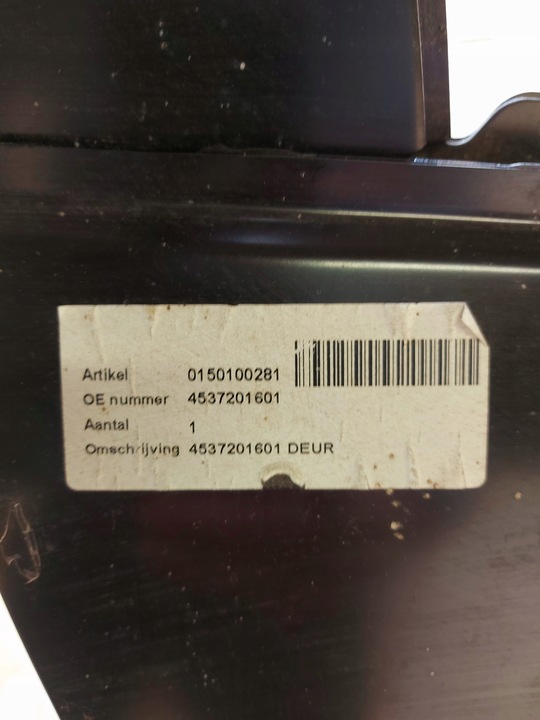 Artikel 0150100281
OE nummer 4537201601
Aantal 1
Omschrijving 4537201601 DEUR